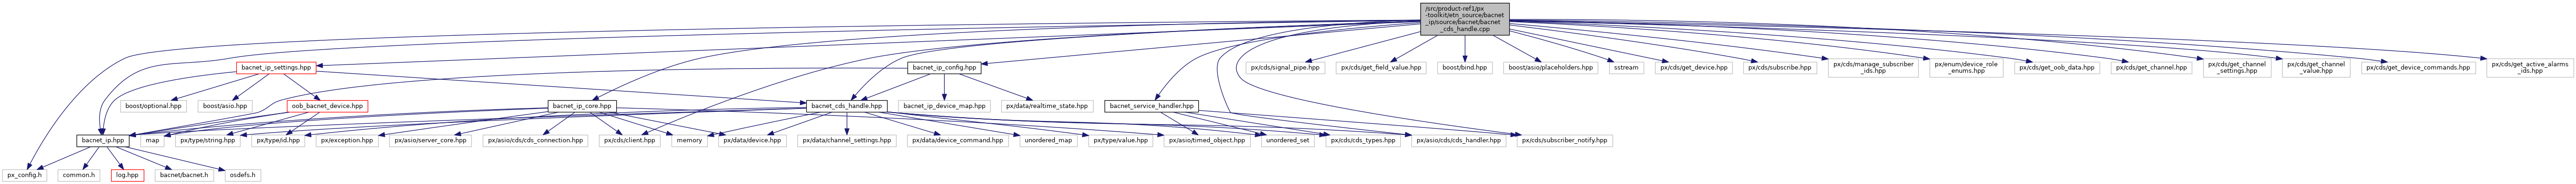 /src/product-ref1/px
-toolkit/etn_source/bacnet
_ip/source/bacnet/bacnet
_cds_handle.cpp
bacnet_ip_settings.hpp
bacnet_ip_config.hpp
px/cds/signal_pipe.hpp
px/cds/get_field_value.hpp
boost/bind.hpp
boost/asio/placeholders.hpp
sstream
px/cds/get_device.hpp
px/cds/subscribe.hpp
px/cds/manage_subscriber
_ids.hpp
px/enum/device_role
_enums.hpp
px/cds/get_oob_data.hpp
px/cds/get_channel.hpp
px/cds/get_channel
_settings.hpp
px/cds/get_channel
_value.hpp
px/cds/get_device_commands.hpp
px/cds/get_active_alarms
_ids.hpp
boost/optional.hpp
boost/asio.hpp
oob_bacnet_device.hpp
bacnet_ip_core.hpp
bacnet_cds_handle.hpp
bacnet_ip_device_map.hpp
px/data/realtime_state.hpp
bacnet_service_handler.hpp
bacnet_ip.hpp
map
px/type/string.hpp
px/type/id.hpp
px/exception.hpp
px/asio/server_core.hpp
px/asio/cds/cds_connection.hpp
px/cds/client.hpp
memory
px/data/device.hpp
px/data/channel_settings.hpp
px/data/device_command.hpp
unordered_map
px/type/value.hpp
px/asio/timed_object.hpp
unordered_set
px/cds/cds_types.hpp
px/asio/cds/cds_handler.hpp
px/cds/subscriber_notify.hpp
px_config.h
common.h
log.hpp
bacnet/bacnet.h
osdefs.h